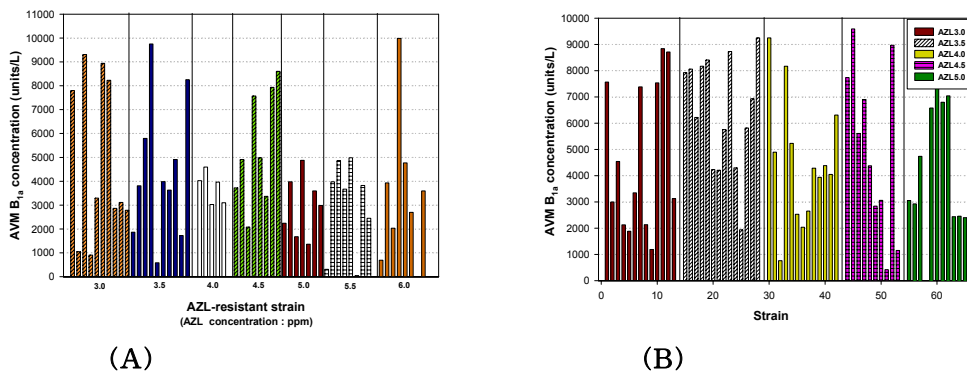 11000
10000
9000
8000
7000
6000
5000
4000
3000
2000
1000
0
AVM B1a concentration (units/L)
3.0 3.5 4.0 4.5 5.0 5.5 6.0
AZL-resistant strain
(AZL concentration : ppm)
(A)
10000
9000
8000
7000
6000
5000
4000
3000
2000
1000
0
AVM B1a concentration (units/L)
AZL3.0
AZL3.5
AZL4.0
AZL4.5
AZL5.0
0 10 20 30 40 50 60
Strain
(B)